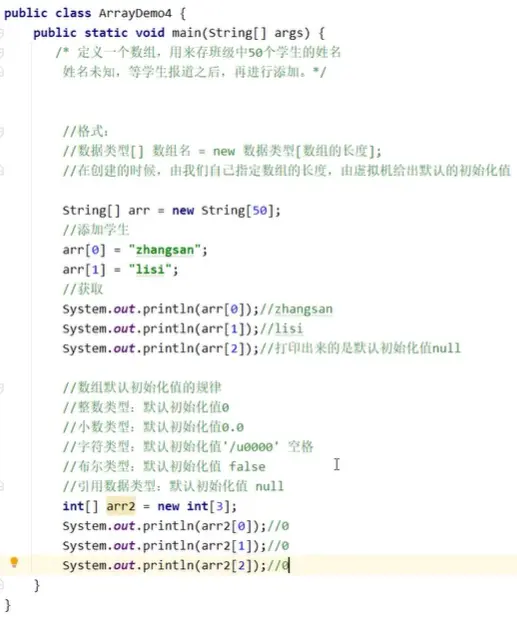 public class ArrayDemo4 {
public static void main(String[] args) {
/* 定义一个数组，用来存班级中50个学生的姓名
姓名未知，等学生报道之后，再进行添加。*/
//格式：
//数据类型[] 数组名 = new 数据类型[数组的长度];
//在创建的时候，由我们自己指定数组的长度，由虚拟机给出默认的初始化值
String[] arr = new String[50];
//添加学生
arr[0] = "zhangsan";
arr[1] = "lisi";
//获取
System.out.println(arr[0]);//zhangsan
System.out.println(arr[1]);//lisi
System.out.println(arr[2]);//打印出来的是默认初始化值null
//数组默认初始化值的规律
//整数类型：默认初始化值0
//小数类型：默认初始化值0.0
//字符类型：默认初始化值'/u0000' 空格
//布尔类型：默认初始化值 false
//引用数据类型：默认初始化值 null
int[] arr2 = new int[3];
System.out.println(arr2[0]);//0
System.out.println(arr2[1]);//0
System.out.println(arr2[2]);//0
}
}